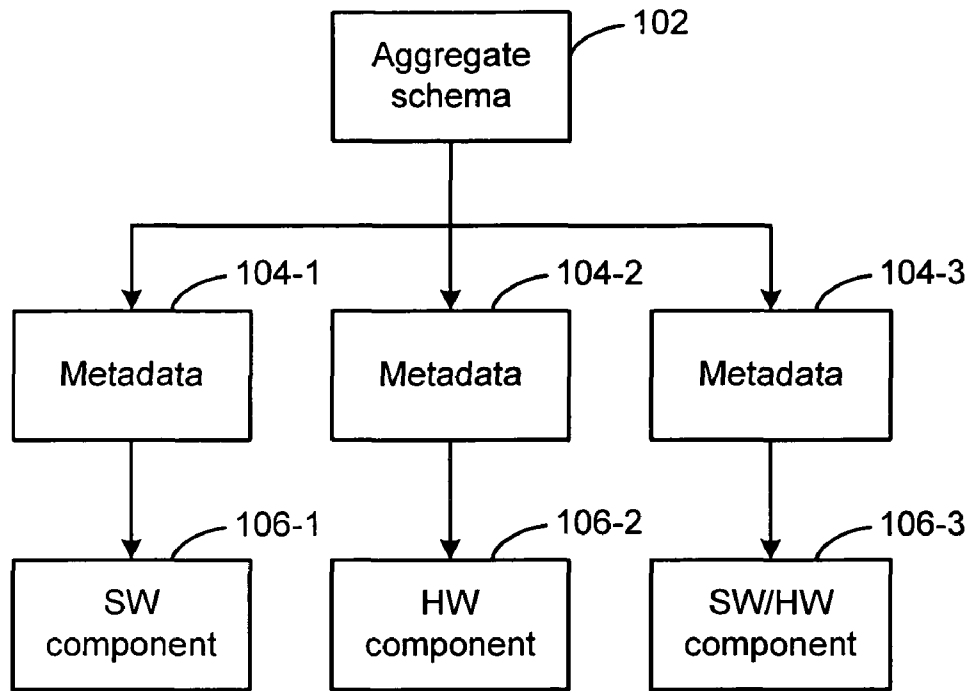 102
Aggregate
schema
104-1
104-2
104-3
Metadata
Metadata
Metadata
106-1
106-2
106-3
SW
component
HW
component
SW/HW
component